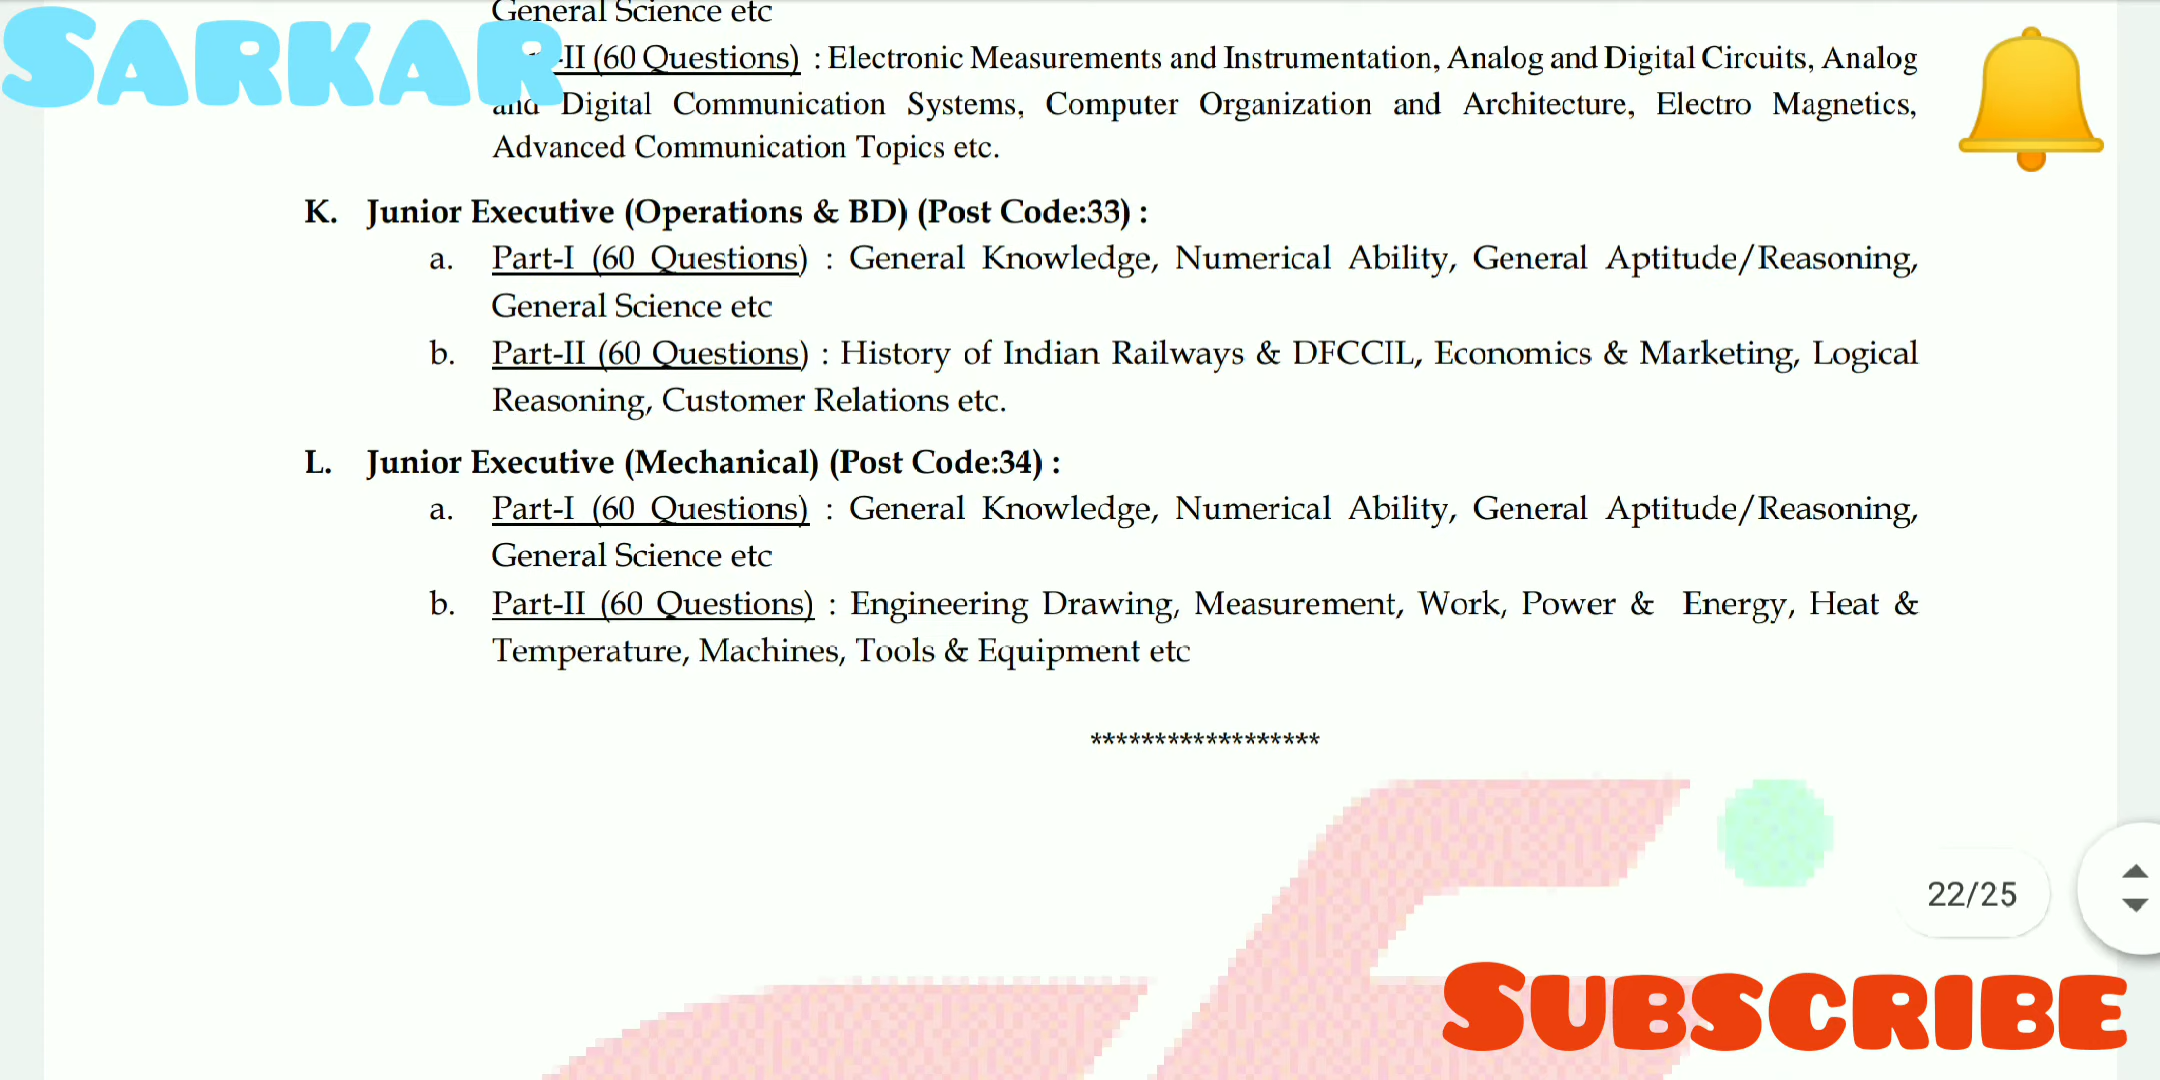 General Science etc
SARKAR
-II (60 Questions) : Electronic Measurements and Instrumentation, Analog and Digital Circuits, Analog
and Digital Communication Systems, Computer Organization and Architecture, Electro Magnetics,
Advanced Communication Topics etc.
K. Junior Executive (Operations & BD) (Post Code:33) :
a. Part-I (60 Questions) : General Knowledge, Numerical Ability, General Aptitude/Reasoning,
General Science etc
b. Part-II (60 Questions) : History of Indian Railways & DFCCIL, Economics & Marketing, Logical
Reasoning, Customer Relations etc.
L. Junior Executive (Mechanical) (Post Code:34) :
a. Part-I (60 Questions) : General Knowledge, Numerical Ability, General Aptitude/Reasoning,
General Science etc
b. Part-II (60 Questions) : Engineering Drawing, Measurement, Work, Power & Energy, Heat &
Temperature, Machines, Tools & Equipment etc
******************
22/25
SUBSCRIBE